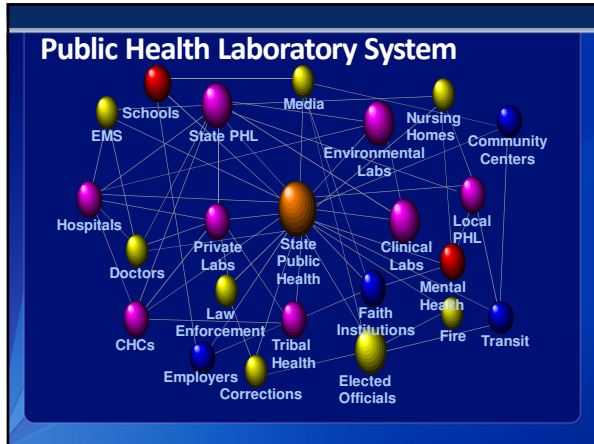 Public Health Laboratory System
Schools
EMS
State PHL
Media
Nursing
Homes
Environmental
Labs
Community
Centers
Hospitals
Doctors
Private
Labs
State
Public
Health
Clinical
Labs
Local
PHL
Mental
Health
CHCs
Law
Enforcement
Tribal
Health
Faith
Institutions
Fire
Transit
Employers
Corrections
Elected
Officials